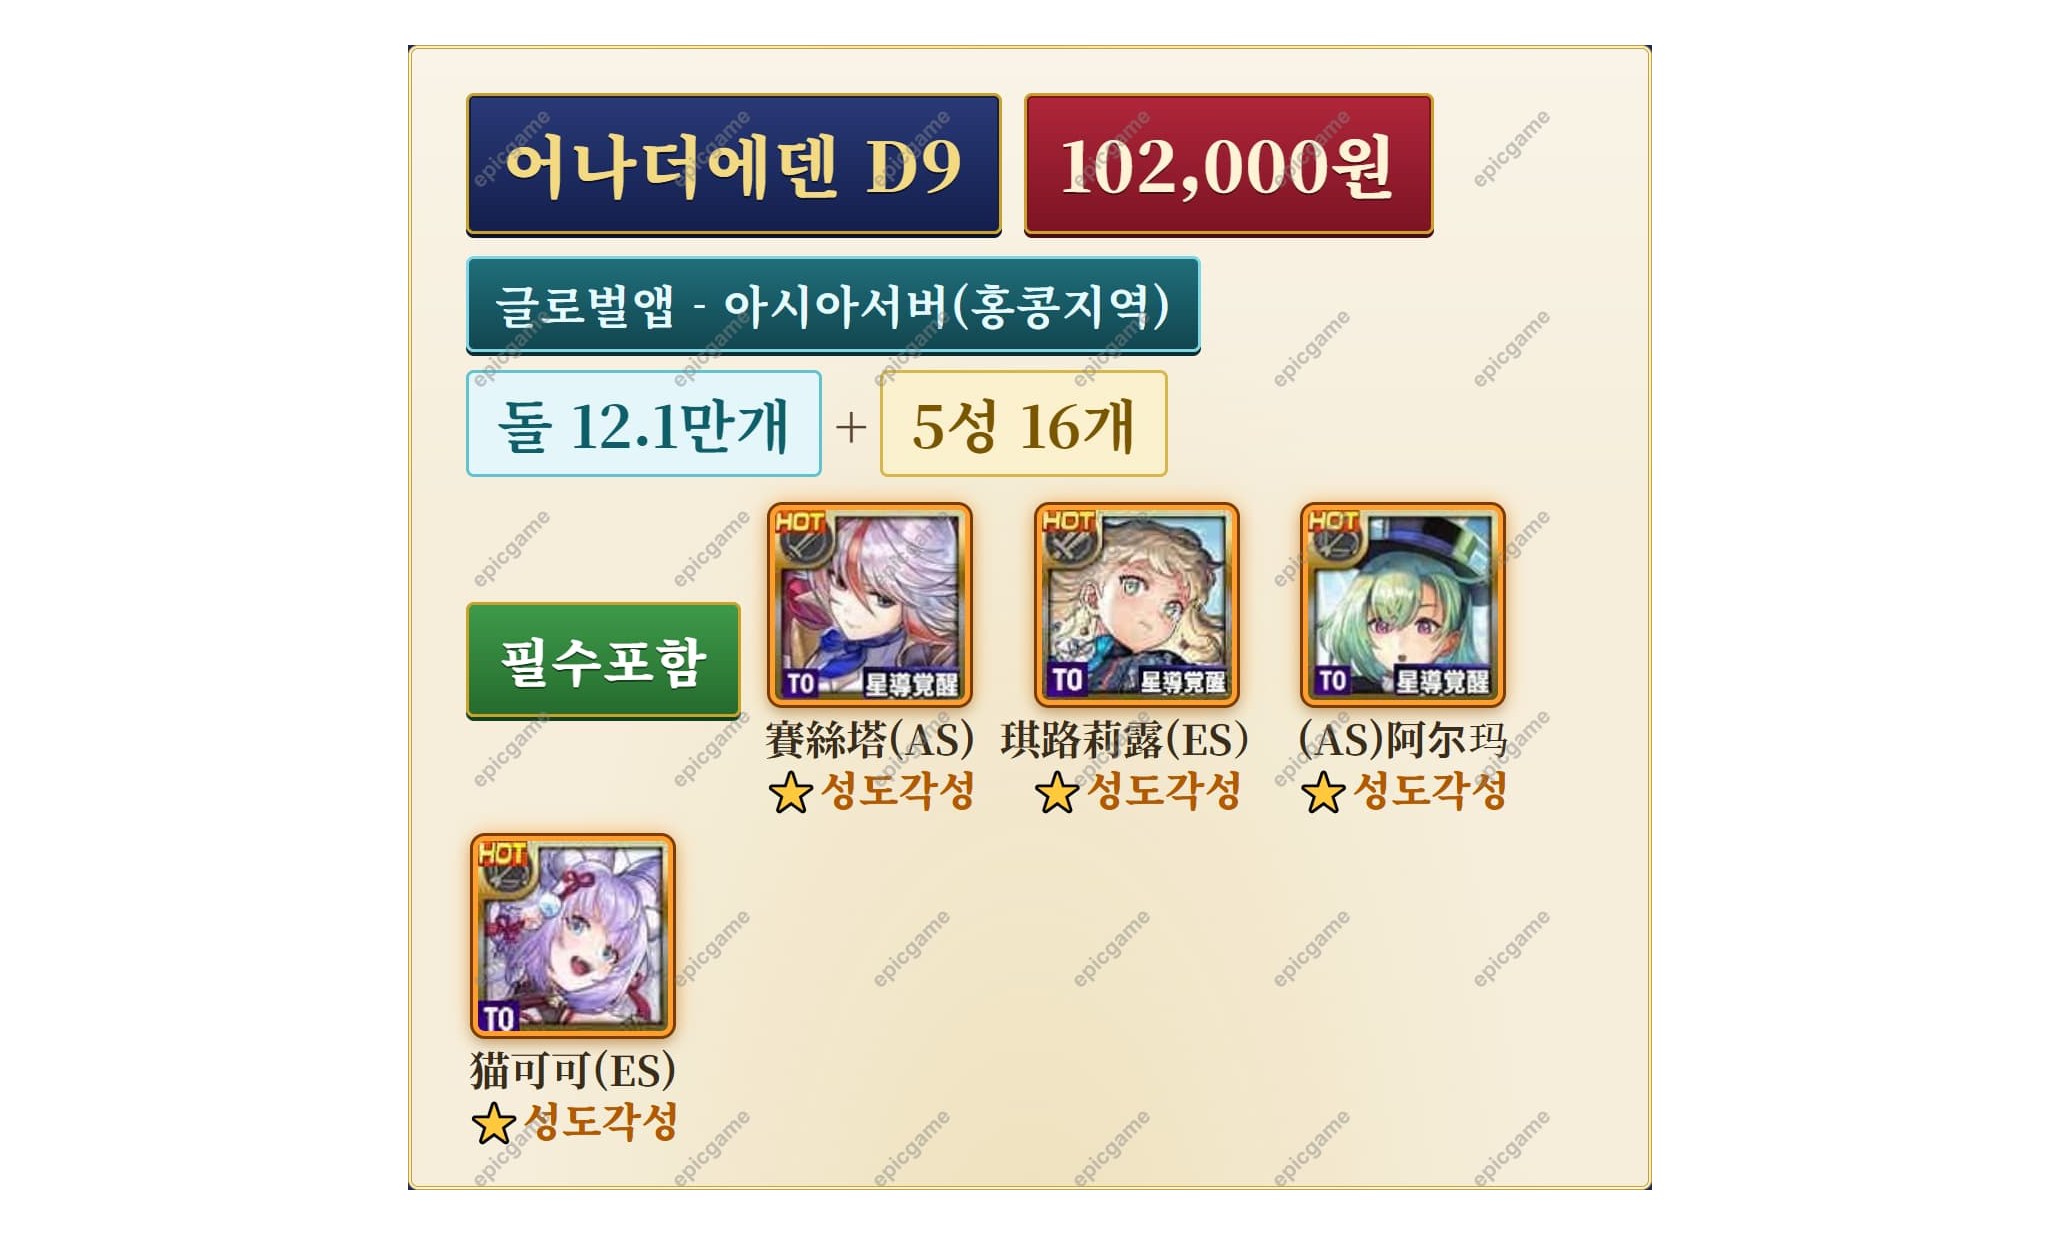 어나더에덴 D9
102,000원
글로벌앱 - 아시아서버(홍콩지역)
돌 12.1만개 + 5성 16개
필수포함
HOT
TO 星導覚醒
賽絲塔(AS)
성도각성
HOT
TO 星導覚醒
琪路莉露(ES）
성도각성
HOT
TO 星導覚醒
(AS)阿尔玛
성도각성
HOT
TO
猫可可(ES)
성도각성
epicgame